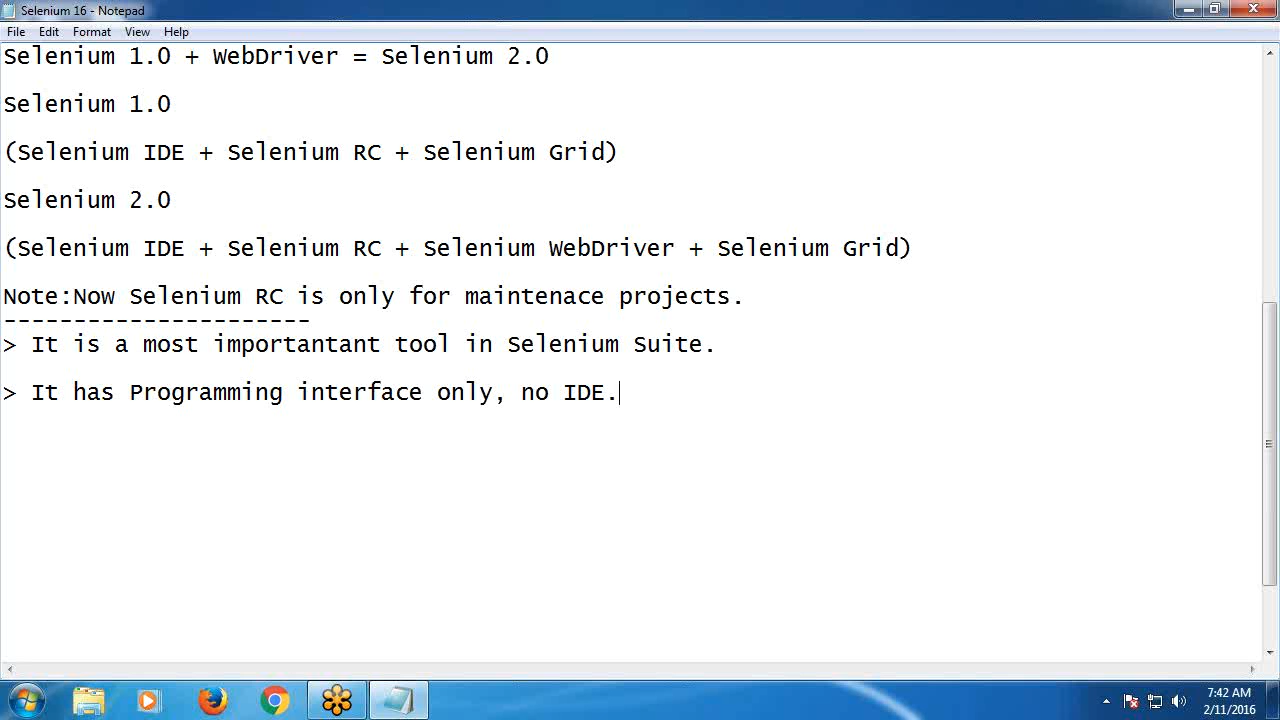 Selenium 16 - Notepad
File Edit Format View Help
Selenium 1.0 + WebDriver = Selenium 2.0
Selenium 1.0
(Selenium IDE + Selenium RC + Selenium Grid)
Selenium 2.0
(Selenium IDE + Selenium RC + Selenium WebDriver + Selenium Grid)
Note:Now Selenium RC is only for maintenace projects.
----------------------
> It is a most importantant tool in Selenium Suite.
> It has Programming interface only, no IDE.
7:42 AM
2/11/2016